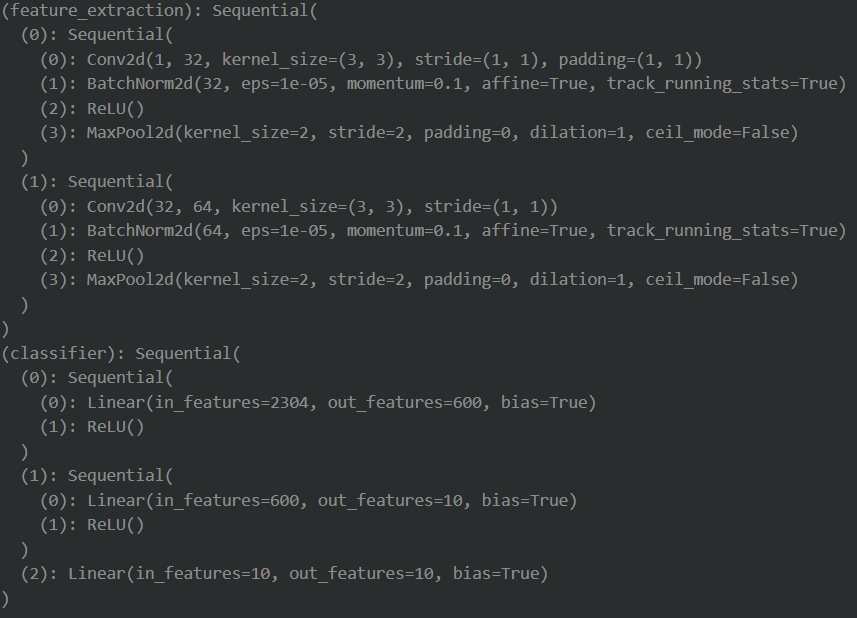 (feature_extraction): Sequential(
  (0): Sequential(
    (0): Conv2d(1, 32, kernel_size=(3, 3), stride=(1, 1), padding=(1, 1))
    (1): BatchNorm2d(32, eps=1e-05, momentum=0.1, affine=True, track_running_stats=True)
    (2): ReLU()
    (3): MaxPool2d(kernel_size=2, stride=2, padding=0, dilation=1, ceil_mode=False)
  )
  (1): Sequential(
    (0): Conv2d(32, 64, kernel_size=(3, 3), stride=(1, 1))
    (1): BatchNorm2d(64, eps=1e-05, momentum=0.1, affine=True, track_running_stats=True)
    (2): ReLU()
    (3): MaxPool2d(kernel_size=2, stride=2, padding=0, dilation=1, ceil_mode=False)
  )
)
(classifier): Sequential(
  (0): Sequential(
    (0): Linear(in_features=2304, out_features=600, bias=True)
    (1): ReLU()
  )
  (1): Sequential(
    (0): Linear(in_features=600, out_features=10, bias=True)
    (1): ReLU()
  )
  (2): Linear(in_features=10, out_features=10, bias=True)
)